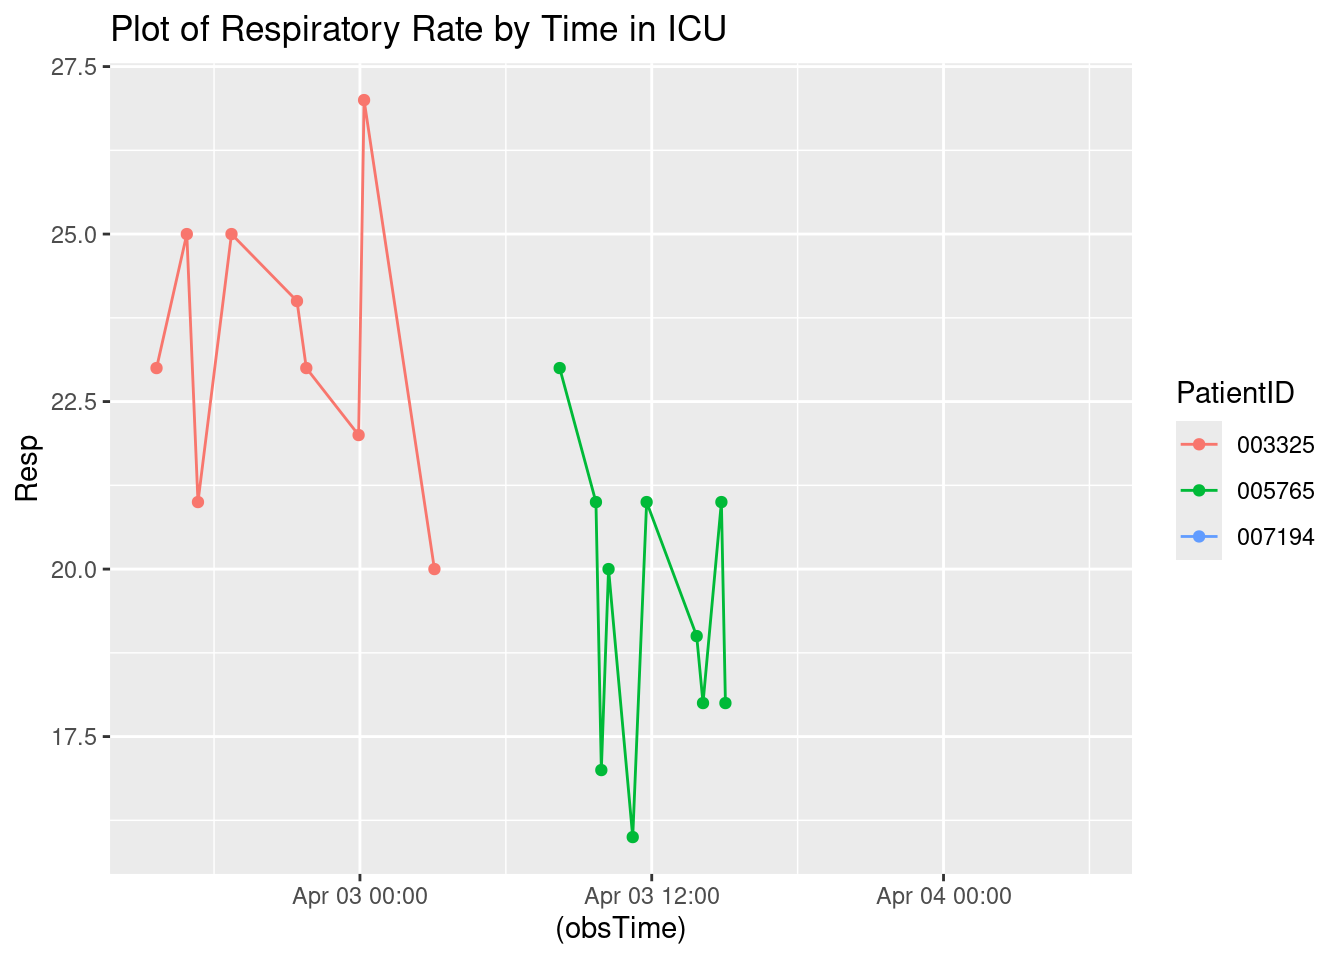 Plot of Respiratory Rate by Time in ICU
27.5
25.0
22.5
20.0
17.5
Resp
Apr 03 00:00
Apr 03 12:00
Apr 04 00:00
(obsTime)
PatientID
003325
005765
007194